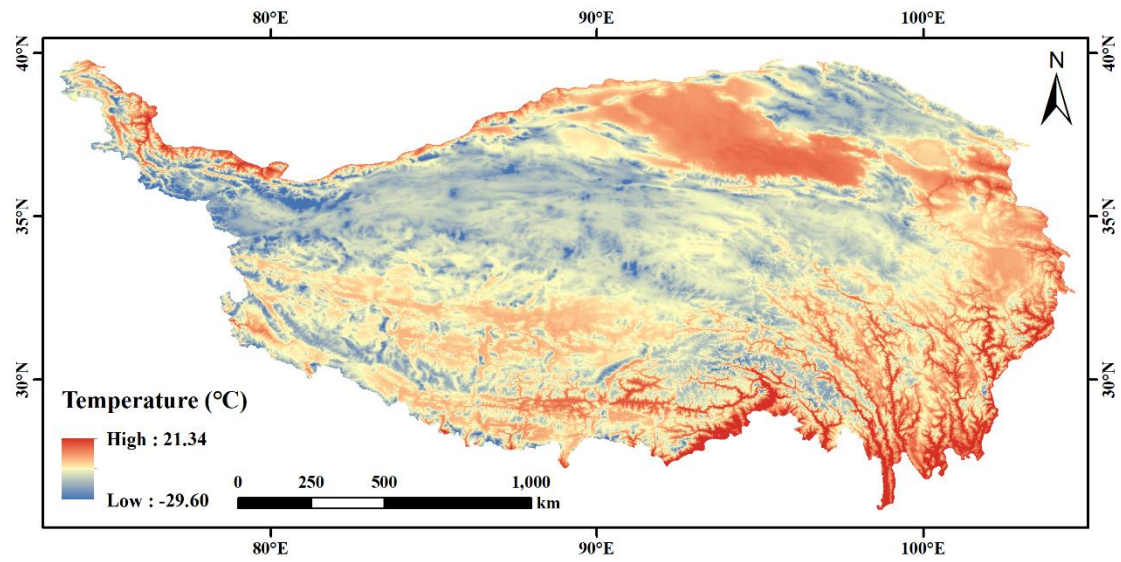 80°E 90°E 100°E
40°N 40°N
N
35°N 35°N
30°N 30°N
Temperature (℃)
High : 21.34
Low : -29.60
0 250 500 1,000
km
80°E 90°E 100°E